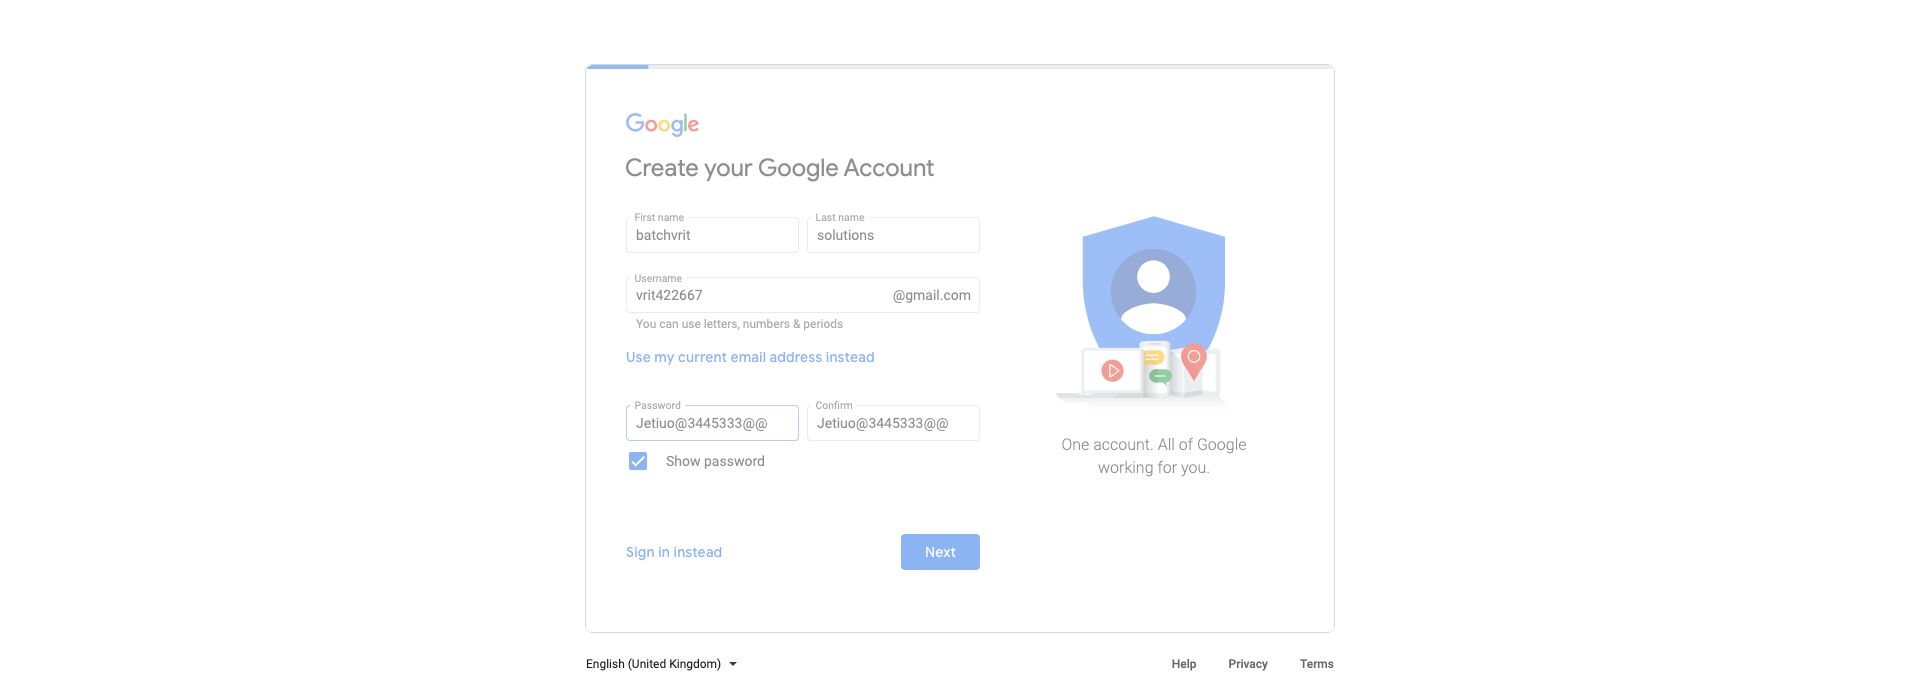 Google
Create your Google Account
First name
batchvrit
Last name
solutions
Username
vrit422667
@gmail.com
You can use letters, numbers & periods
Use my current email address instead
Password
Jetiuo@3445333@@
Confirm
Jetiuo@3445333@@
Show password
Sign in instead
Next
One account. All of Google
working for you.
English (United Kingdom)
Help
Privacy
Terms